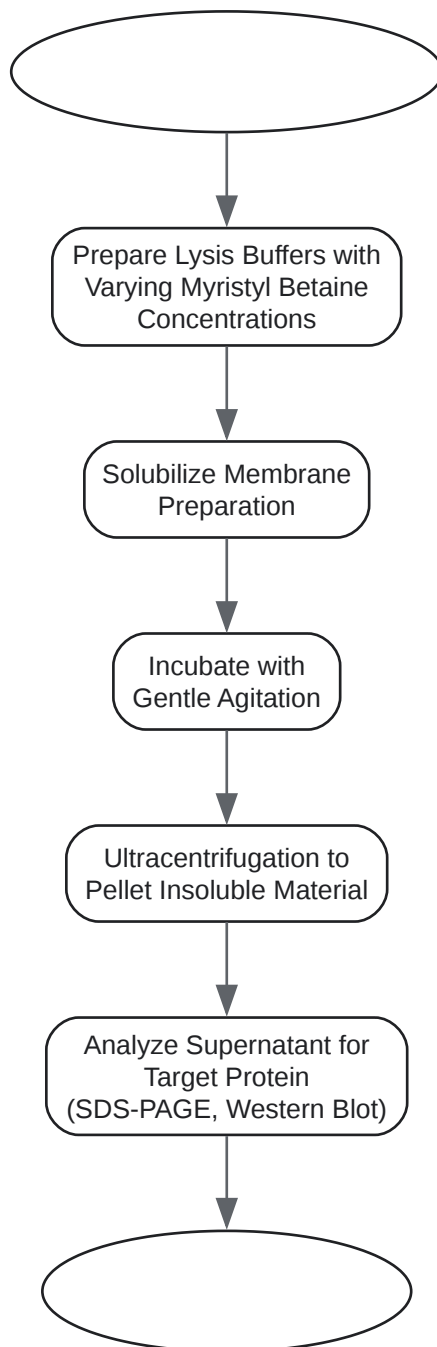 Prepare Lysis Buffers with
Varying Myristyl Betaine
Concentrations
Solubilize Membrane
Preparation
Incubate with
Gentle Agitation
Ultracentrifugation to
Pellet Insoluble Material
Analyze Supernatant for
Target Protein
(SDS-PAGE, Western Blot)